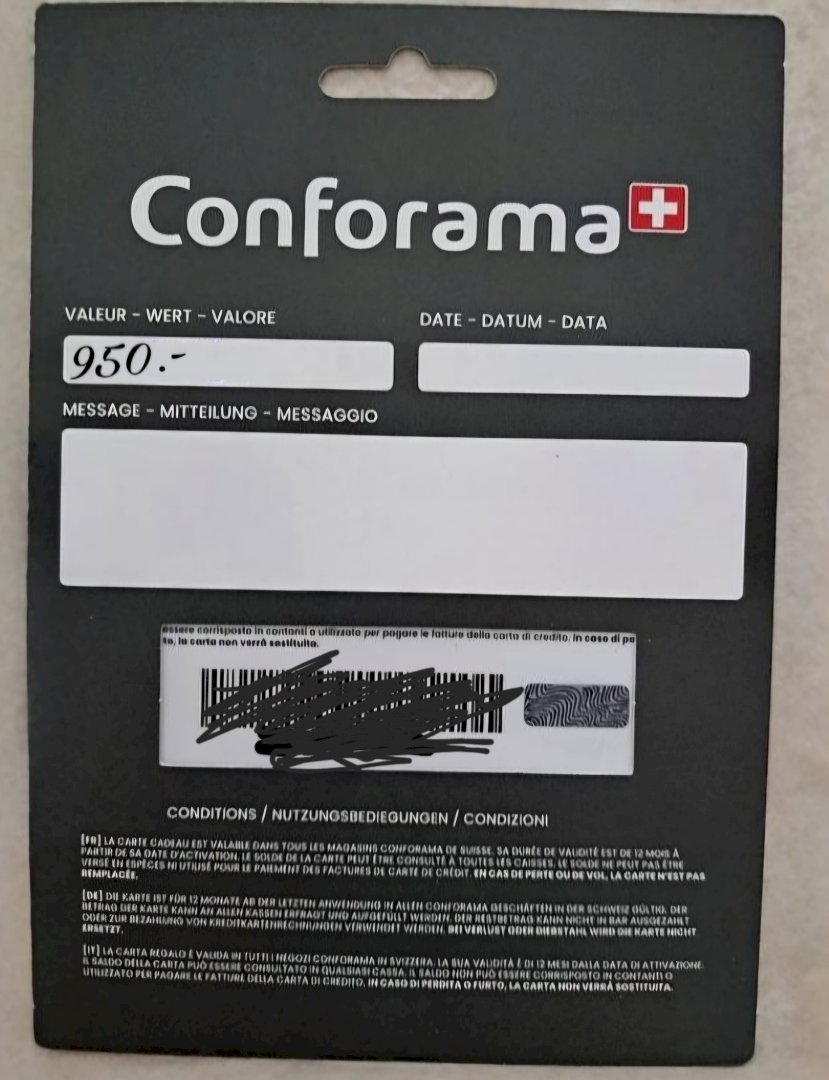 Conforama
VALEUR - WERT - VALORE
DATE - DATUM - DATA
950.-
MESSAGE - MITTEILUNG - MESSAGGIO
essere corrisposto in contanti o utilizzato per pagare le fatture della carta di credito. In caso di pe
to, la carta non verrà sostituita.
CONDITIONS / NUTZUNGSBEDIEGUNGEN / CONDIZIONI
[FR] LA CARTE CADEAU EST VALABLE DANS TOUS LES MAGASINS CONFORAMA DE SUISSE. SA DURÉE DE VALIDITÉ EST DE 12 MOIS À
PARTIR DE SA DATE D'ACTIVATION. LE SOLDE DE LA CARTE PEUT ÊTRE CONSULTÉ À TOUTES LES CAISSES. LE SOLDE NE PEUT PAS ÊTRE
VERSÉ EN ESPÈCES NI UTILISÉ POUR LE PAIEMENT DES FACTURES DE CARTE DE CRÉDIT. EN CAS DE PERTE OU DE VOL, LA CARTE N'EST PAS
REMPLACÉE.
[DE] DIE KARTE IST FÜR 12 MONATE AB DER LETZTEN ANWENDUNG IN ALLEN CONFORAMA GESCHÄFTEN IN DER SCHWEIZ GÜLTIG. DER
BETRAG DER KARTE KANN AN ALLEN KASSEN ERFRAGT UND AUFGEFÜLLT WERDEN. DER RESTBETRAG KANN NICHT IN BAR AUSGEZAHLT
ODER ZUR BEZAHLUNG VON KREDITKARTENRECHNUNGEN VERWENDET WERDEN. BEI VERLUST ODER DIEBSTAHL WIRD DIE KARTE NICHT
ERSETZT.
[IT] LA CARTA REGALO È VALIDA IN TUTTI I NEGOZI CONFORAMA IN SVIZZERA. LA SUA VALIDITÀ È DI 12 MESI DALLA DATA DI ATTIVAZIONE.
IL SALDO DELLA CARTA PUÒ ESSERE CONSULTATO IN QUALSIASI CASSA. IL SALDO NON PUÒ ESSERE CORRISPOSTO IN CONTANTI O
UTILIZZATO PER PAGARE LE FATTURE DELLA CARTA DI CREDITO. IN CASO DI PERDITA O FURTO, LA CARTA NON VERRÀ SOSTITUITA.